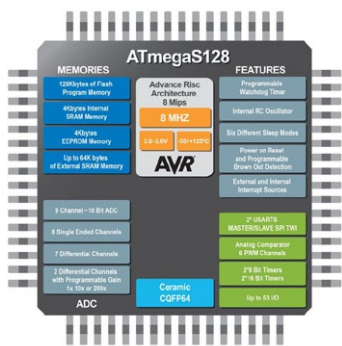 ATmegaS128
MEMORIES
128Kbytes of Flash
Program Memory
4Kbytes Internal
SRAM Memory
4Kbytes
EEPROM Memory
Up to 64K bytes
of External SRAM Memory
Advance Risc
Architecture
8 Mips
8 MHZ
3.0–3.6V
-55/+125°C
AVR
FEATURES
Programmable
Watchdog Timer
Internal RC Oscillator
Six Different Sleep Modes
Power on Reset
and Programmable
Brown Out Detection
External and Internal
Interrupt Sources
8 Channel – 10 Bit ADC
8 Single Ended Channels
7 Differential Channels
2 Differential Channels
with Programmable Gain
1x 10x or 200x
ADC
Ceramic
CQFP64
2* USARTS
MASTER/SLAVE SPI TWI
Analog Comparator
6 PWM Channels
2*8 Bit Timers
2*16 Bit Timers
Up to 53 I/O